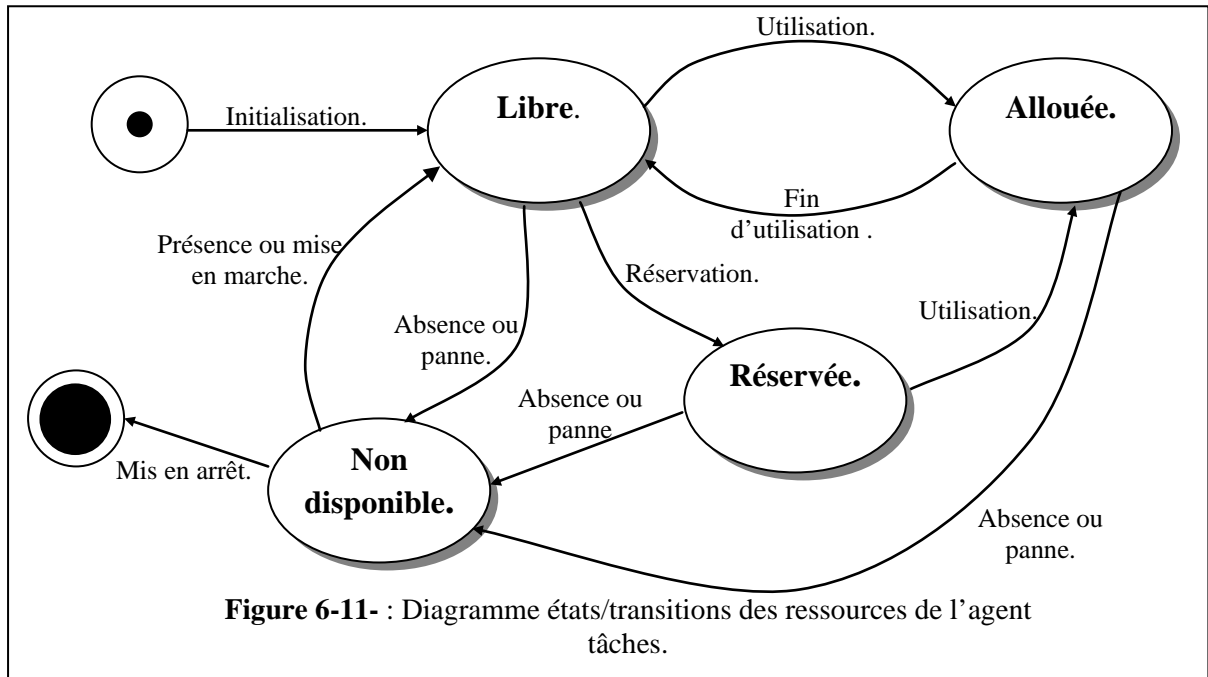 Utilisation.
Initialisation.
Libre.
Allouée.
Fin
d’utilisation .
Présence ou mise
en marche.
Réservation.
Absence ou
panne.
Utilisation.
Réservée.
Absence ou
panne
Mis en arrêt.
Non
disponible.
Absence ou
panne.
Figure 6-11- : Diagramme états/transitions des ressources de l’agent
tâches.